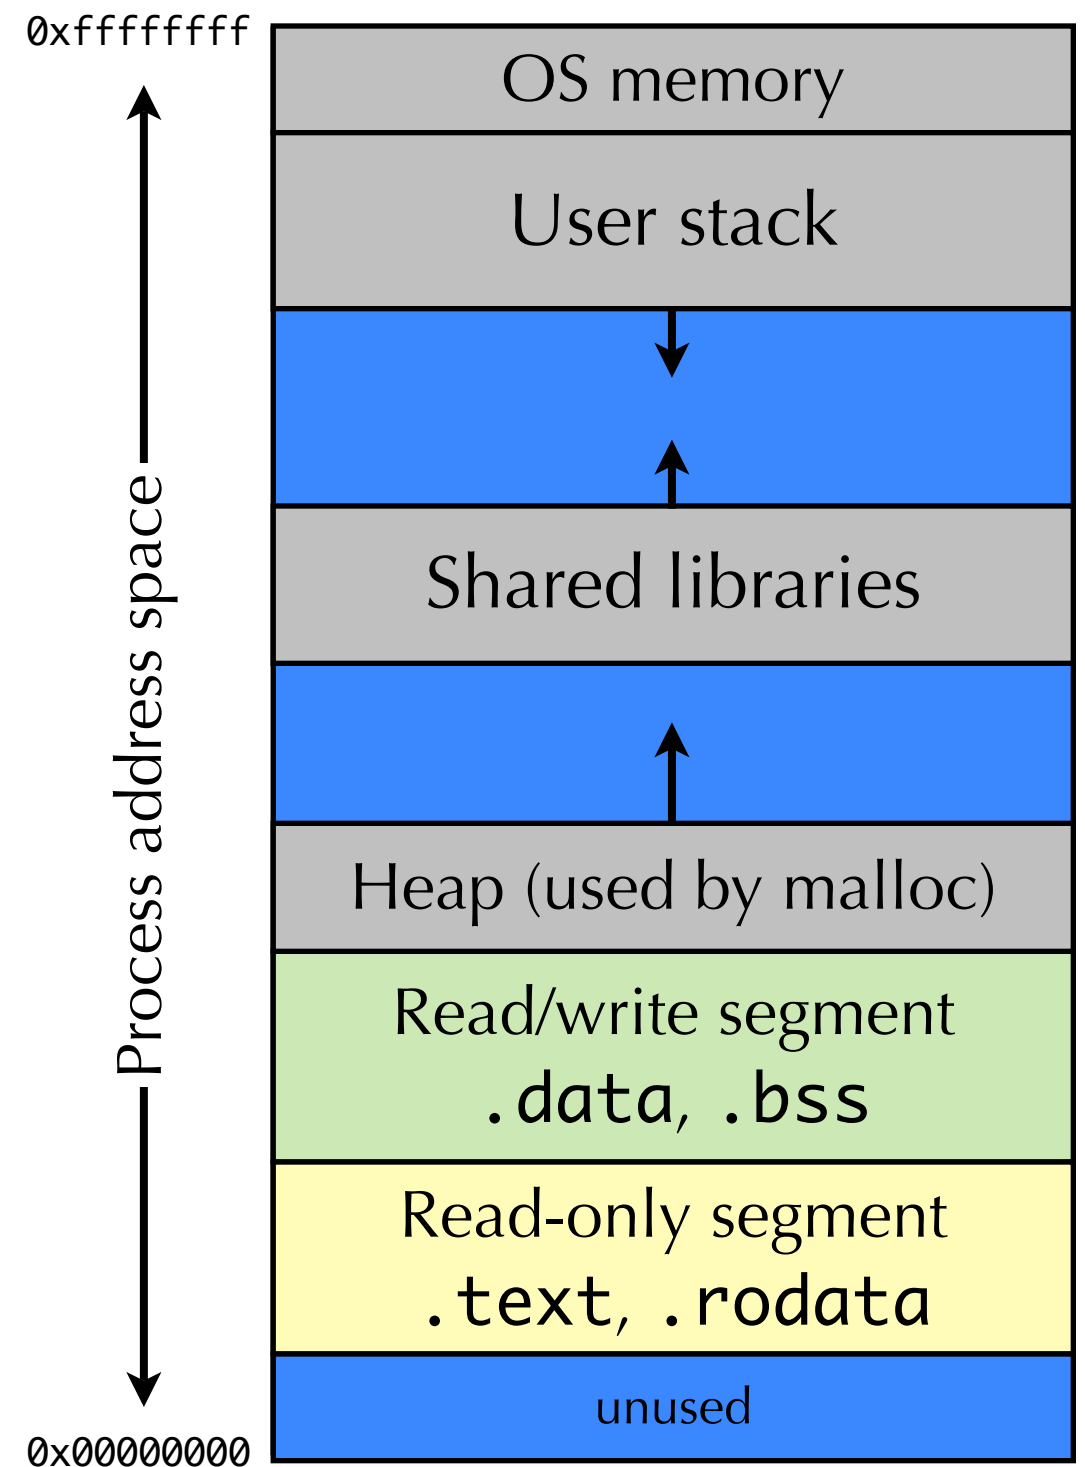 0xffffffff
OS memory
User stack
Shared libraries
Process address space
Heap (used by malloc)
Read/write segment
.data, .bss
Read-only segment
.text, .rodata
unused
0x00000000